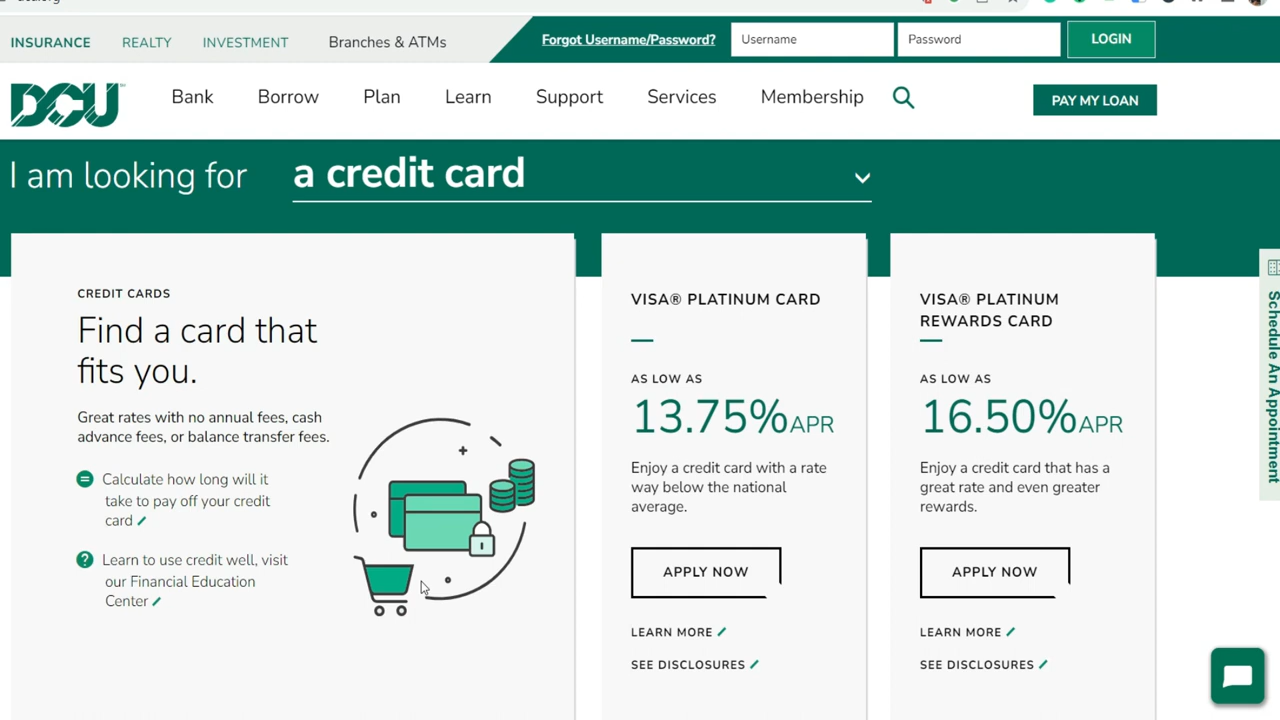 INSURANCE REALTY INVESTMENT Branches & ATMs Forgot Username/Password? Username Password LOGIN
DCU Bank Borrow Plan Learn Support Services Membership PAY MY LOAN
I am looking for a credit card
CREDIT CARDS
Find a card that
fits you.
Great rates with no annual fees, cash
advance fees, or balance transfer fees.
Calculate how long will it
take to pay off your credit
card
Learn to use credit well, visit
our Financial Education
Center
VISA® PLATINUM CARD
AS LOW AS
13.75% APR
Enjoy a credit card with a rate
way below the national
average.
APPLY NOW
LEARN MORE
SEE DISCLOSURES
VISA® PLATINUM
REWARDS CARD
AS LOW AS
16.50% APR
Enjoy a credit card that has a
great rate and even greater
rewards.
APPLY NOW
LEARN MORE
SEE DISCLOSURES
Schedule An Appointment